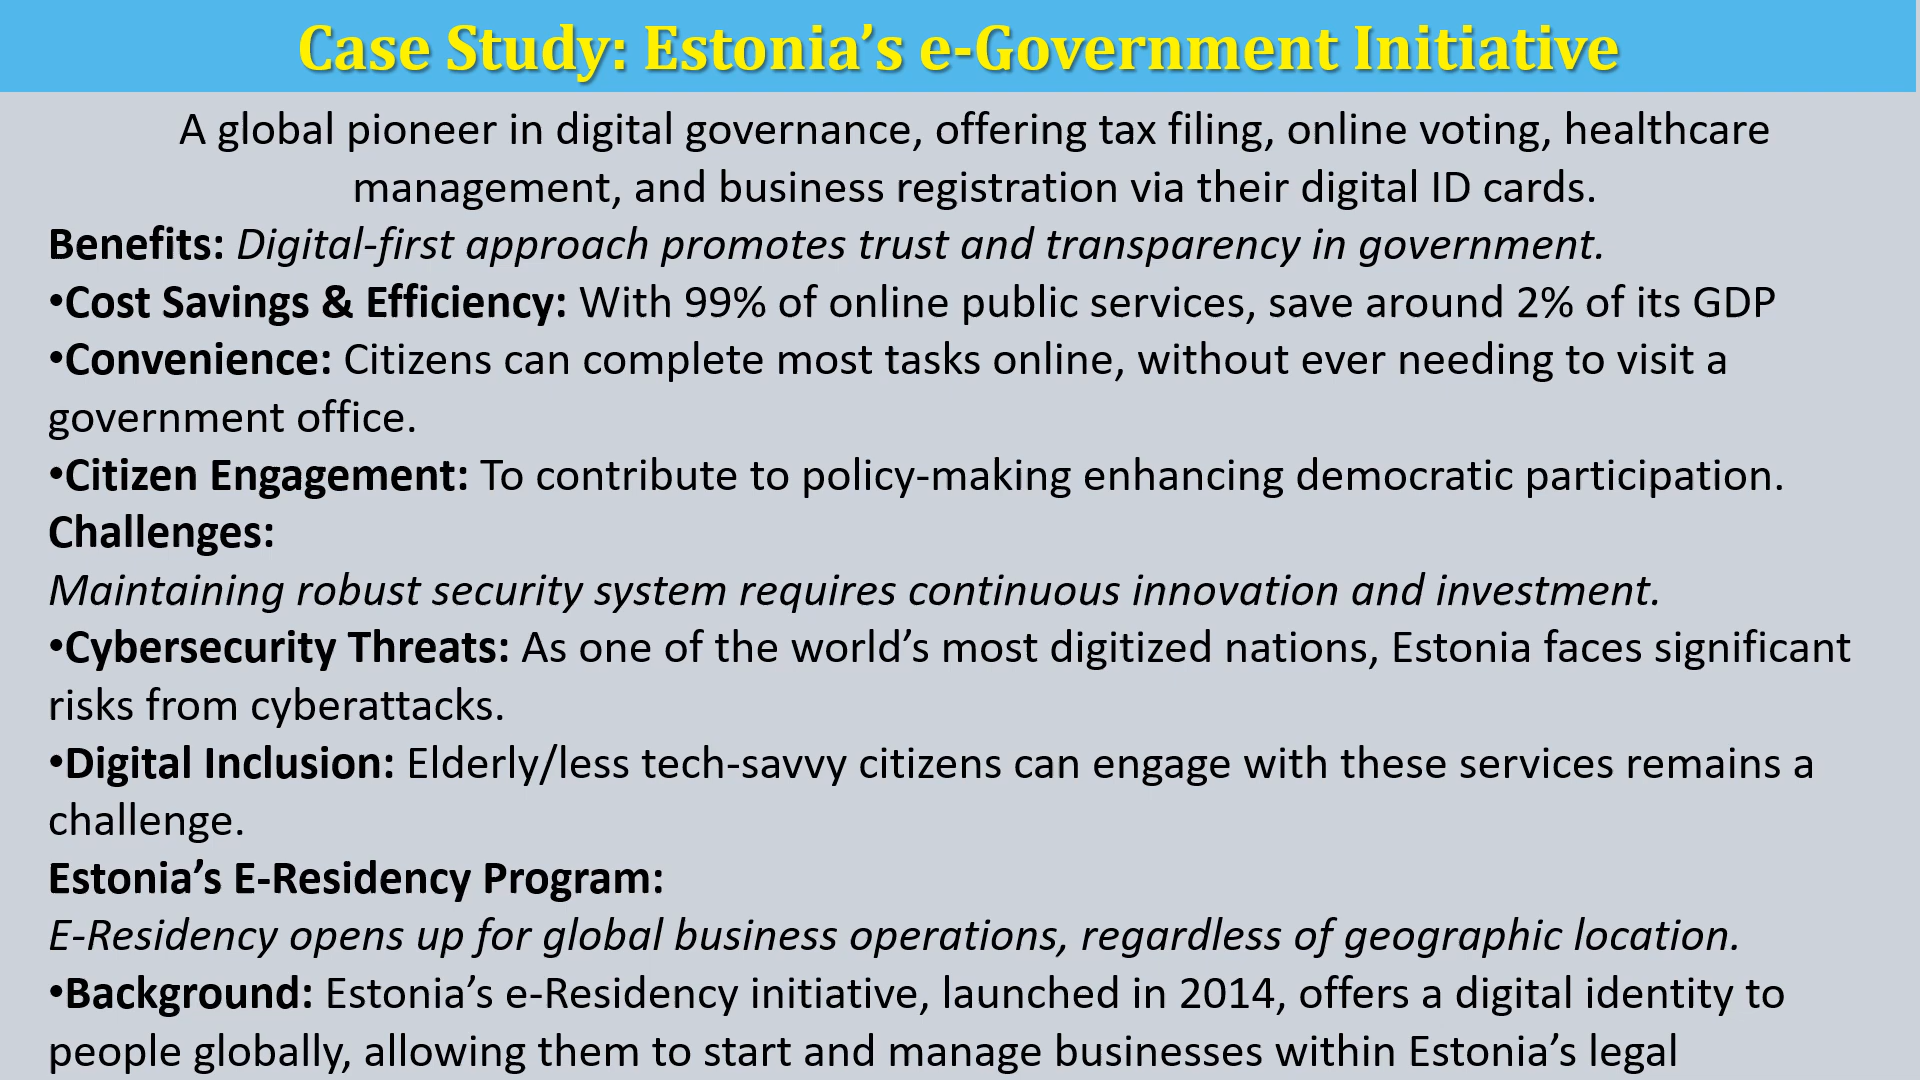 Case Study: Estonia’s e-Government Initiative
A global pioneer in digital governance, offering tax filing, online voting, healthcare
management, and business registration via their digital ID cards.
Benefits: Digital-first approach promotes trust and transparency in government.
•Cost Savings & Efficiency: With 99% of online public services, save around 2% of its GDP
•Convenience: Citizens can complete most tasks online, without ever needing to visit a
government office.
•Citizen Engagement: To contribute to policy-making enhancing democratic participation.
Challenges:
Maintaining robust security system requires continuous innovation and investment.
•Cybersecurity Threats: As one of the world’s most digitized nations, Estonia faces significant
risks from cyberattacks.
•Digital Inclusion: Elderly/less tech-savvy citizens can engage with these services remains a
challenge.
Estonia’s E-Residency Program:
E-Residency opens up for global business operations, regardless of geographic location.
•Background: Estonia’s e-Residency initiative, launched in 2014, offers a digital identity to
people globally, allowing them to start and manage businesses within Estonia’s legal